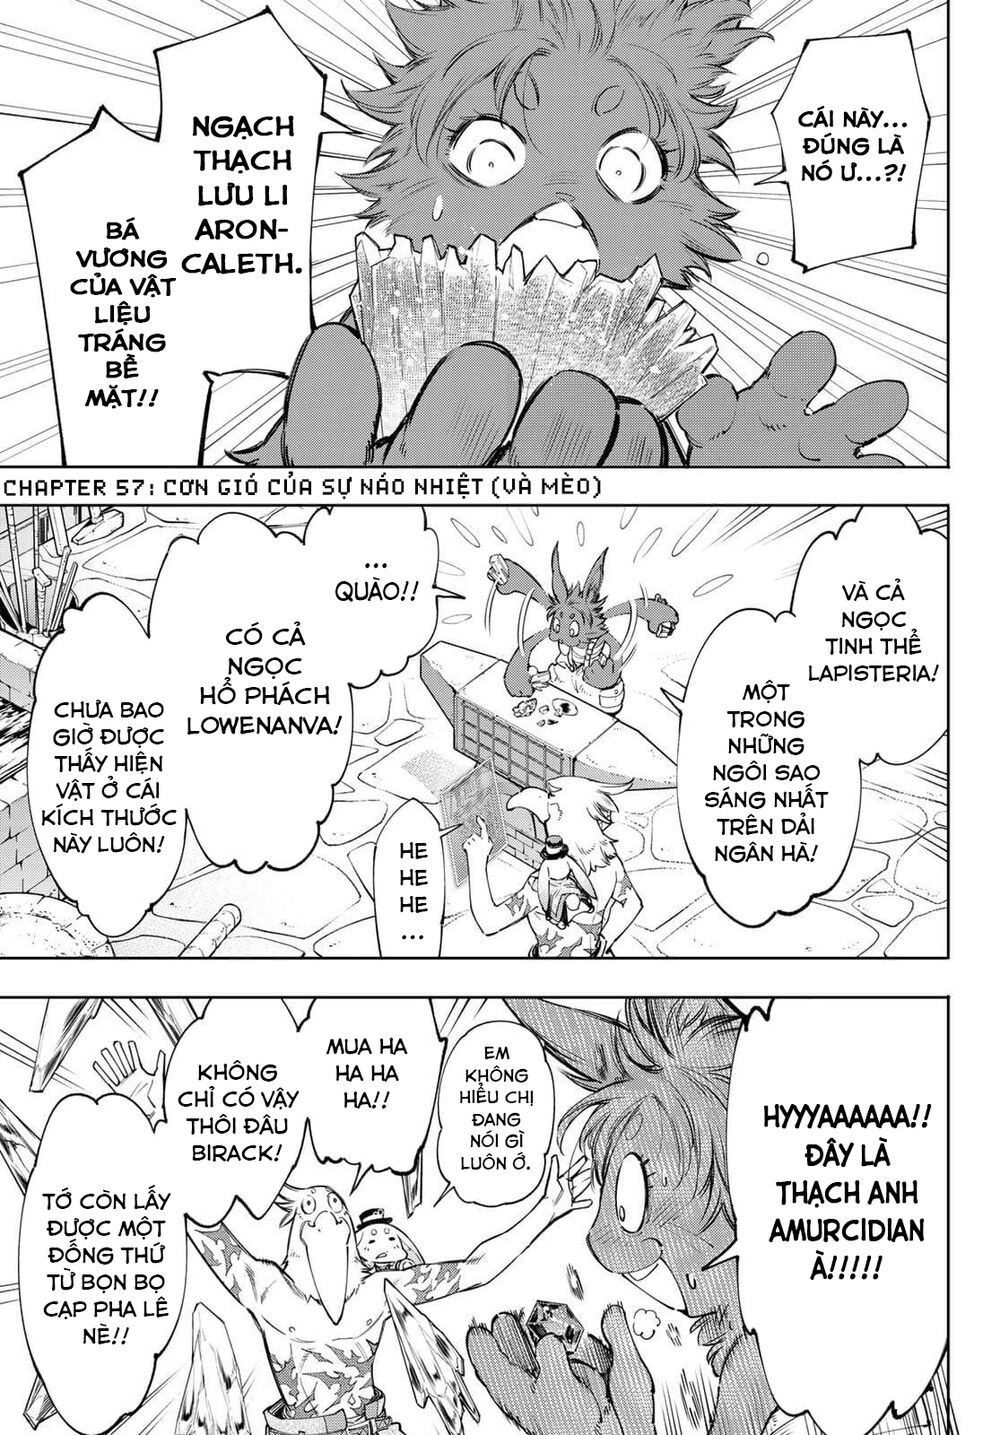 CÁI NÀY...
ĐÚNG LÀ
NÓ Ư...?!
NGẠCH
THẠCH
LƯU LI
ARON-
CALETH.
BÁ
VƯƠNG
CỦA VẬT
LIỆU
TRÁNG
BỀ
MẶT!!
CHAPTER 57: CƠN GIÓ CỦA SỰ NÁO NHIỆT (VÀ MÈO)
VÀ CẢ
NGỌC
TINH THỂ
LAPISTERIA!
MỘT
TRONG
NHỮNG
NGÔI SAO
SÁNG NHẤT
TRÊN DẢI
NGÂN HÀ!
...
QUÀO!!
CÓ CẢ
NGỌC
HỔ PHÁCH
LOWENANVA!
CHƯA BAO
GIỜ ĐƯỢC
THẤY HIỆN
VẬT Ở CÁI
KÍCH THƯỚC
NÀY LUÔN!
HE
HE
HE
...
HYYYAAAAAA!!
ĐÂY LÀ
THẠCH ANH
AMURCIDIAN
À!!!!!
EM
KHÔNG
HIỂU CHỊ
ĐANG
NÓI GÌ
LUÔN Ớ.
MUA HA
HA HA
HA!!
KHÔNG
CHỈ CÓ VẬY
THÔI ĐÂU
BIRACK!
TỚ CÒN LẤY
ĐƯỢC MỘT
ĐỐNG THỨ
TỪ BỌN BỌ
CẠP PHA LÊ
NÈ!!